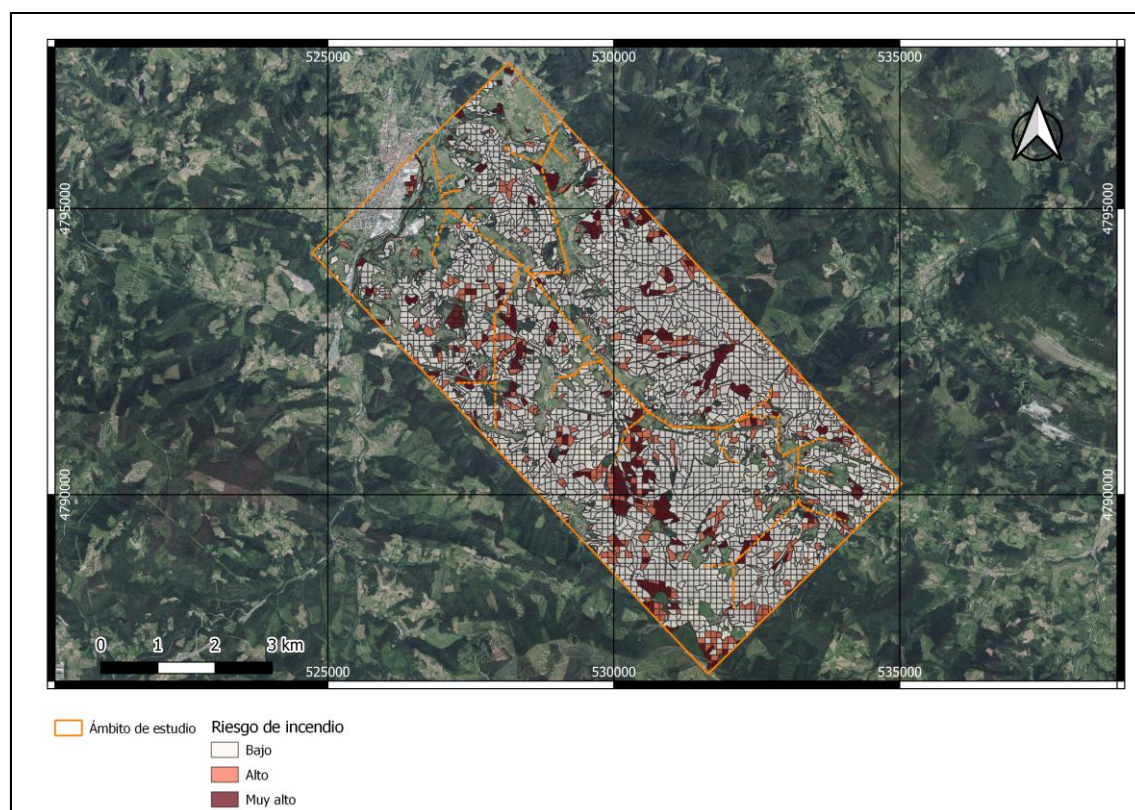 525000 530000 535000
4795000 4795000
4790000 4790000
0 1 2 3 km
525000 530000 535000
Ámbito de estudio
Riesgo de incendio
Bajo
Alto
Muy alto